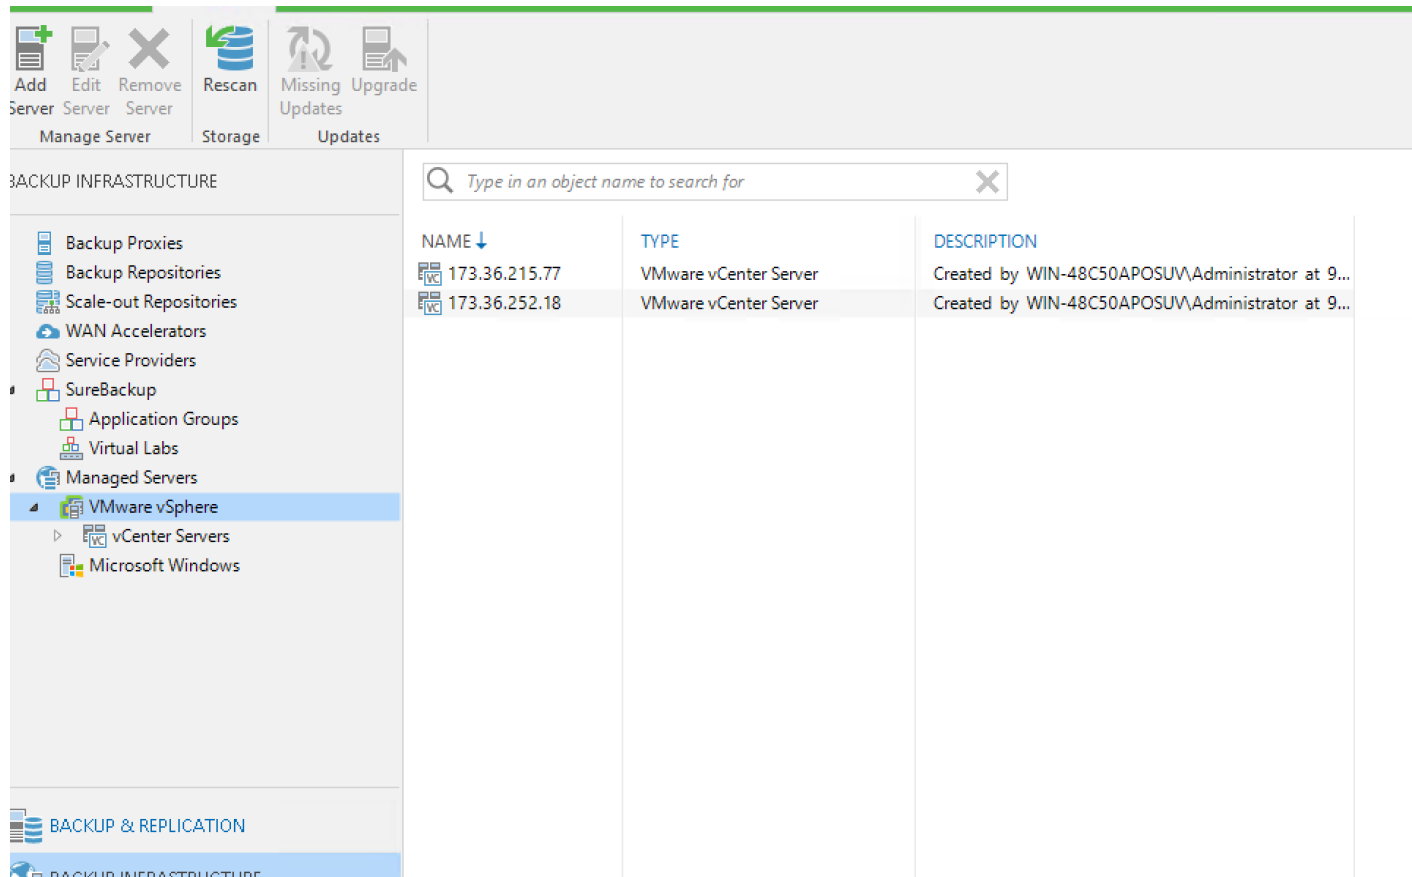 Add Server
Edit Server
Remove Server
Rescan
Missing Updates
Upgrade
Manage Server
Storage
Updates
BACKUP INFRASTRUCTURE
Type in an object name to search for
Backup Proxies
Backup Repositories
Scale-out Repositories
WAN Accelerators
Service Providers
SureBackup
Application Groups
Virtual Labs
Managed Servers
VMware vSphere
vCenter Servers
Microsoft Windows
NAME TYPE DESCRIPTION
173.36.215.77 VMware vCenter Server Created by WIN-48C50APOSUV\Administrator at 9...
173.36.252.18 VMware vCenter Server Created by WIN-48C50APOSUV\Administrator at 9...
BACKUP & REPLICATION
BACKUP INFRASTRUCTURE